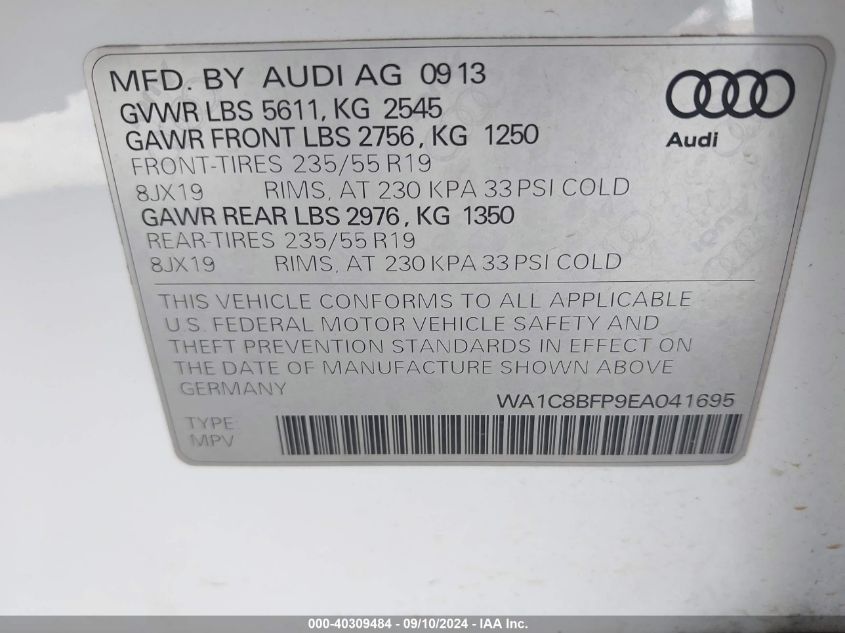 MFD. BY AUDI AG 09 13
GVWR LBS 5611, KG 2545
GAWR FRONT LBS 2756, KG 1250
FRONT-TIRES 235/55 R19
8JX19 RIMS, AT 230 KPA 33 PSI COLD
GAWR REAR LBS 2976, KG 1350
REAR-TIRES 235/55 R19
8JX19 RIMS, AT 230 KPA 33 PSI COLD
Audi
THIS VEHICLE CONFORMS TO ALL APPLICABLE
U.S. FEDERAL MOTOR VEHICLE SAFETY AND
THEFT PREVENTION STANDARDS IN EFFECT ON
THE DATE OF MANUFACTURE SHOWN ABOVE
GERMANY
WA1C8BFP9EA041695
TYPE
MPV
000-40309484 - 09/10/2024 - IAA Inc.